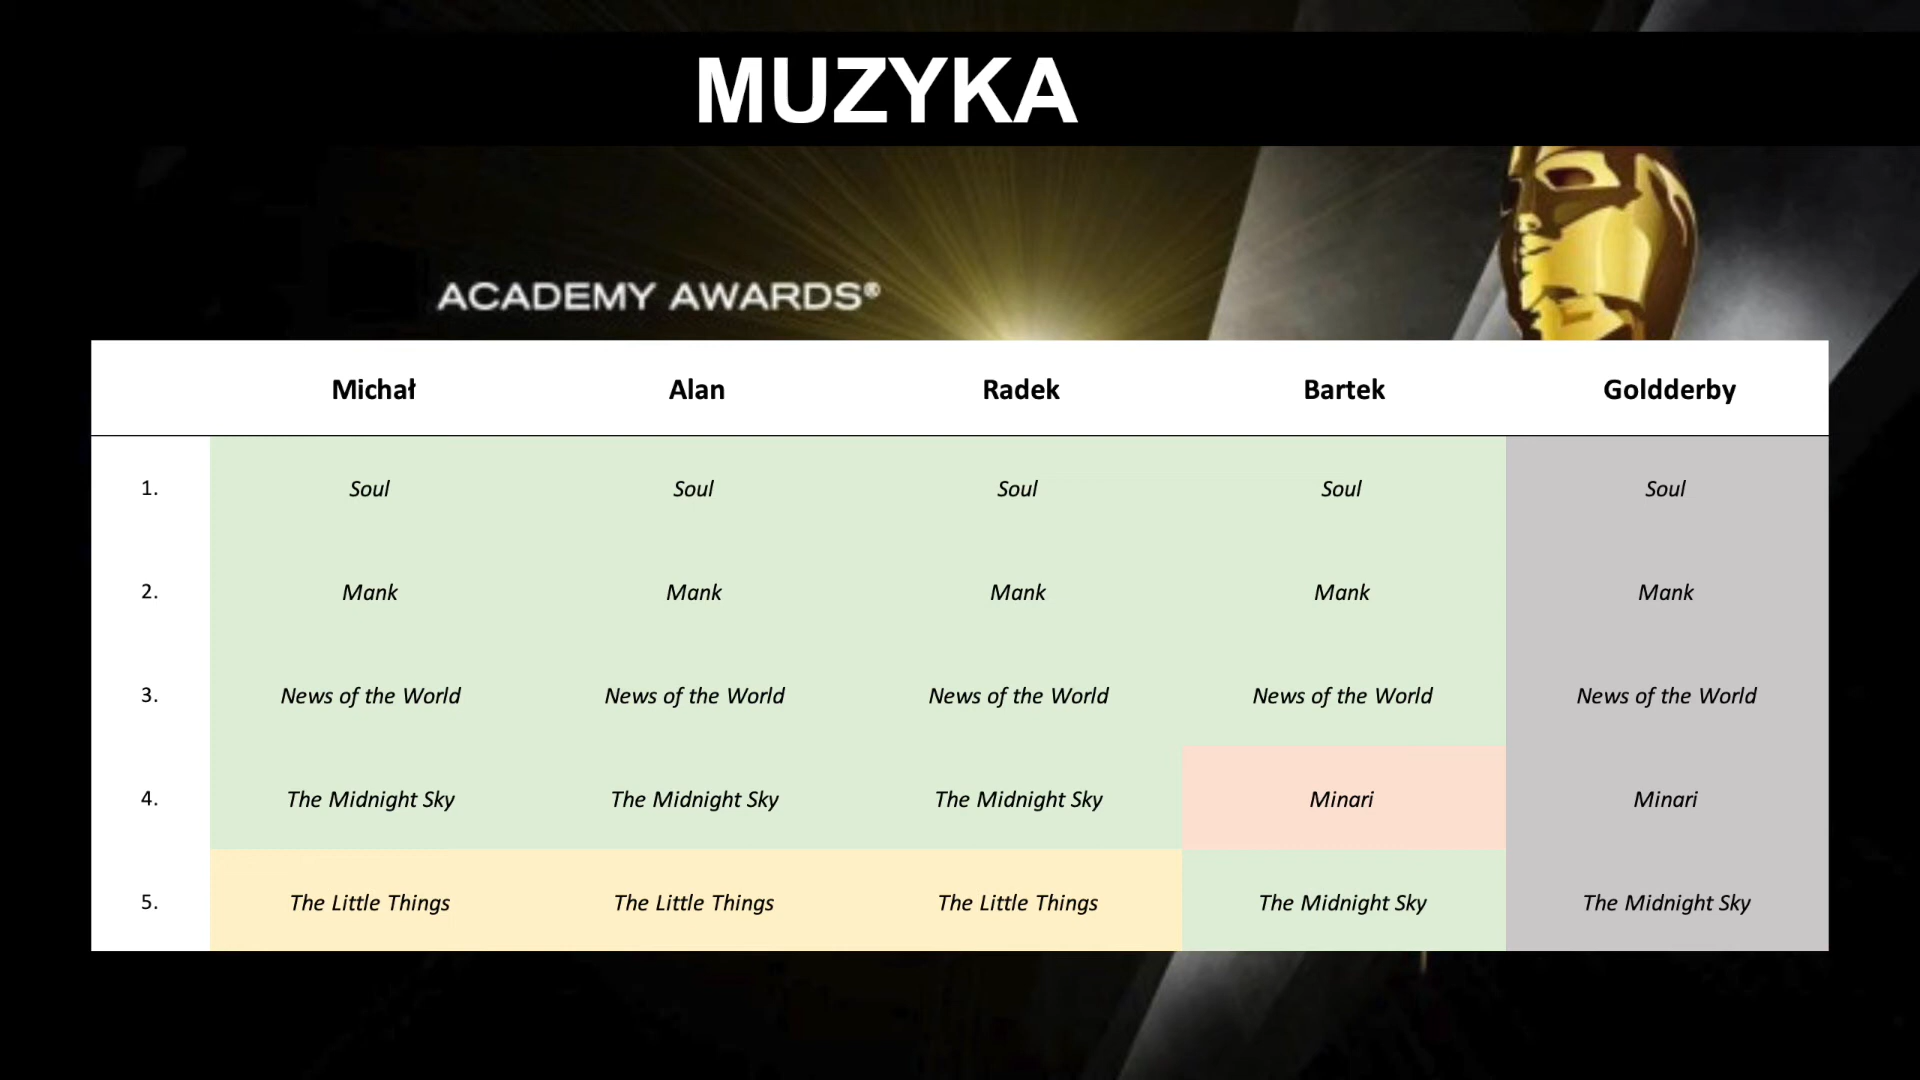 MUZYKA
ACADEMY AWARDS®
Michał Alan Radek Bartek Goldderby
1. Soul Soul Soul Soul Soul
2. Mank Mank Mank Mank Mank
3. News of the World News of the World News of the World News of the World News of the World
4. The Midnight Sky The Midnight Sky The Midnight Sky Minari Minari
5. The Little Things The Little Things The Little Things The Midnight Sky The Midnight Sky